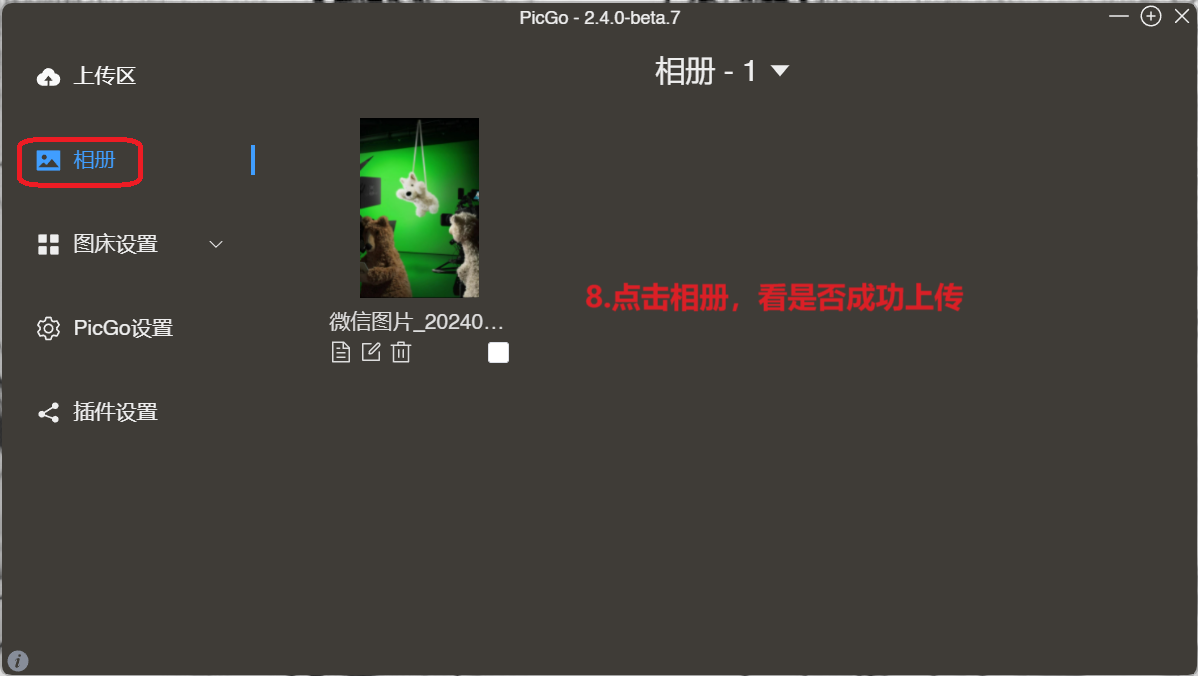 PicGo - 2.4.0-beta.7
上传区
相册
图床设置
PicGo设置
插件设置
相册 - 1
微信图片_20240...
8.点击相册，看是否成功上传